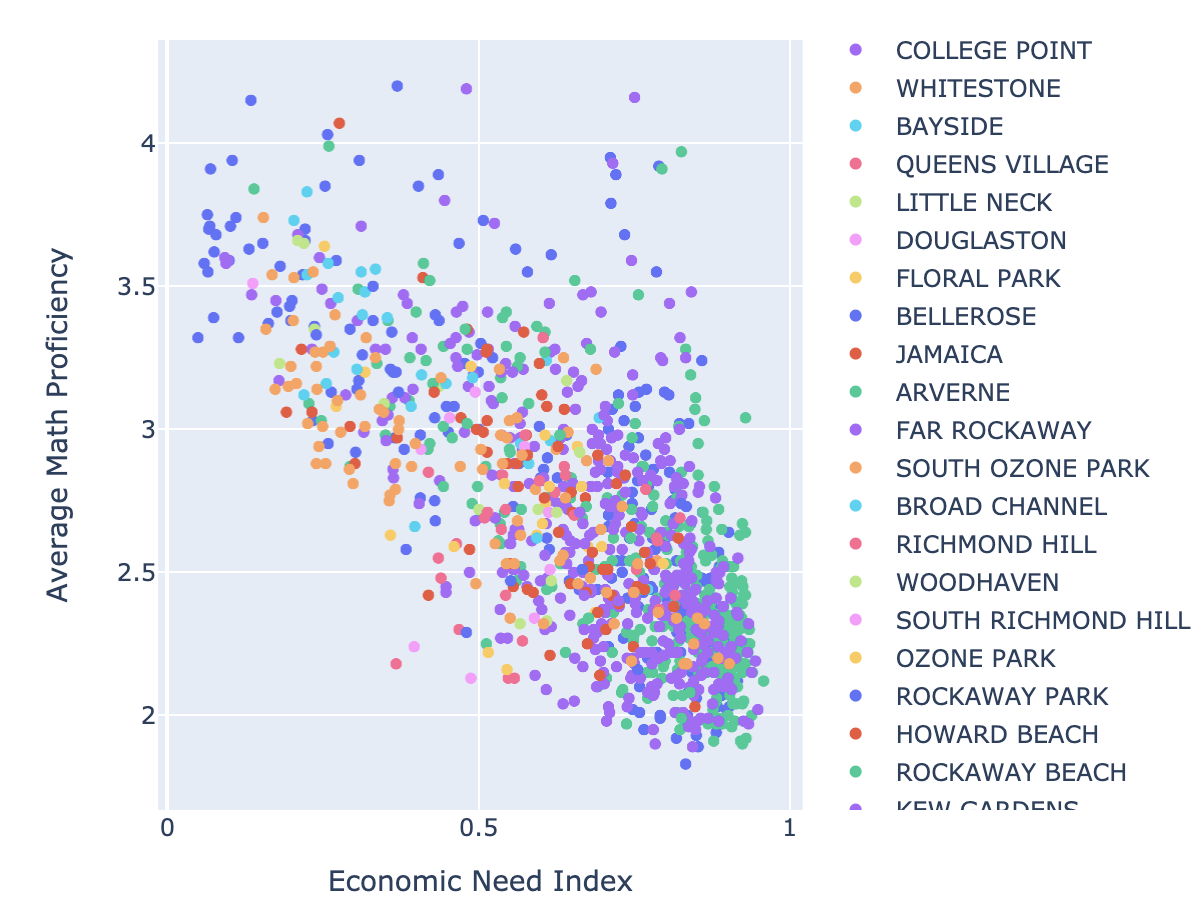 4
3.5
3
2.5
2
Average Math Proficiency
0
0.5
1
Economic Need Index
COLLEGE POINT
WHITESTONE
BAYSIDE
QUEENS VILLAGE
LITTLE NECK
DOUGLASTON
FLORAL PARK
BELLEROSE
JAMAICA
ARVERNE
FAR ROCKAWAY
SOUTH OZONE PARK
BROAD CHANNEL
RICHMOND HILL
WOODHAVEN
SOUTH RICHMOND HILL
OZONE PARK
ROCKAWAY PARK
HOWARD BEACH
ROCKAWAY BEACH
KEW GARDENS